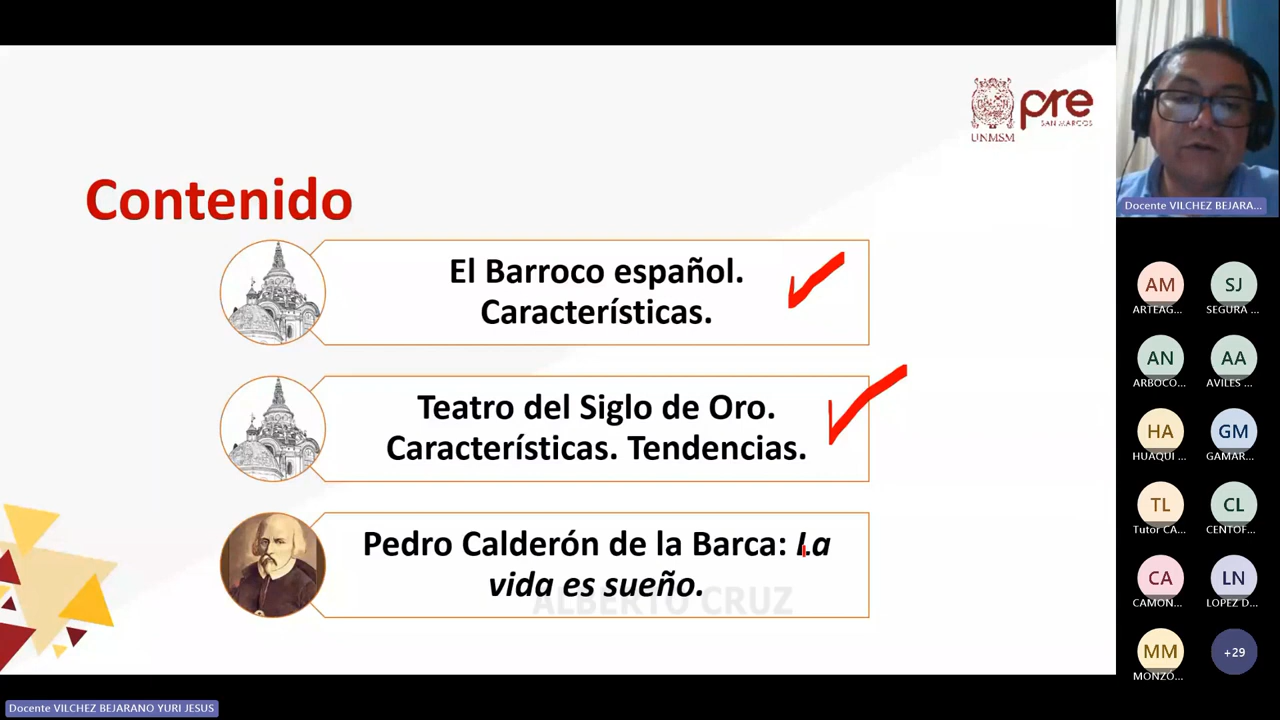 UNMSM
pre
SAN MARCOS
Contenido
El Barroco español.
Características.
Teatro del Siglo de Oro.
Características. Tendencias.
Pedro Calderón de la Barca: La
vida es sueño.
ALBERTO CRUZ
Docente VILCHEZ BEJARA...
AM
ARTEAG...
SJ
SEGURA ...
AN
ARBOCO...
AA
AVILES ...
HA
HUAQUI ...
GM
GAMAR...
TL
Tutor CA...
CL
CENTOF...
CA
CAMON...
LN
LOPEZ D...
MM
MONZÓ...
+29
Docente VILCHEZ BEJARANO YURI JESUS